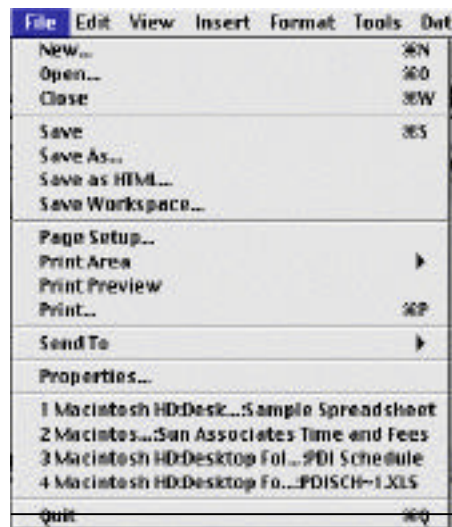 File Edit View Insert Format Tools Dat
New... ⌘N
Open... ⌘O
Close ⌘W
Save ⌘S
Save As...
Save as HTML...
Save Workspace...
Page Setup...
Print Area
Print Preview
Print... ⌘P
Send To
Properties...
1 Macintosh HD:Desk...:Sample Spreadsheet
2 Macintos...:Sun Associates Time and Fees
3 Macintosh HD:Desktop Fol...:PDI Schedule
4 Macintosh HD:Desktop Fo...:PDISCH~1.XLS
Quit ⌘Q